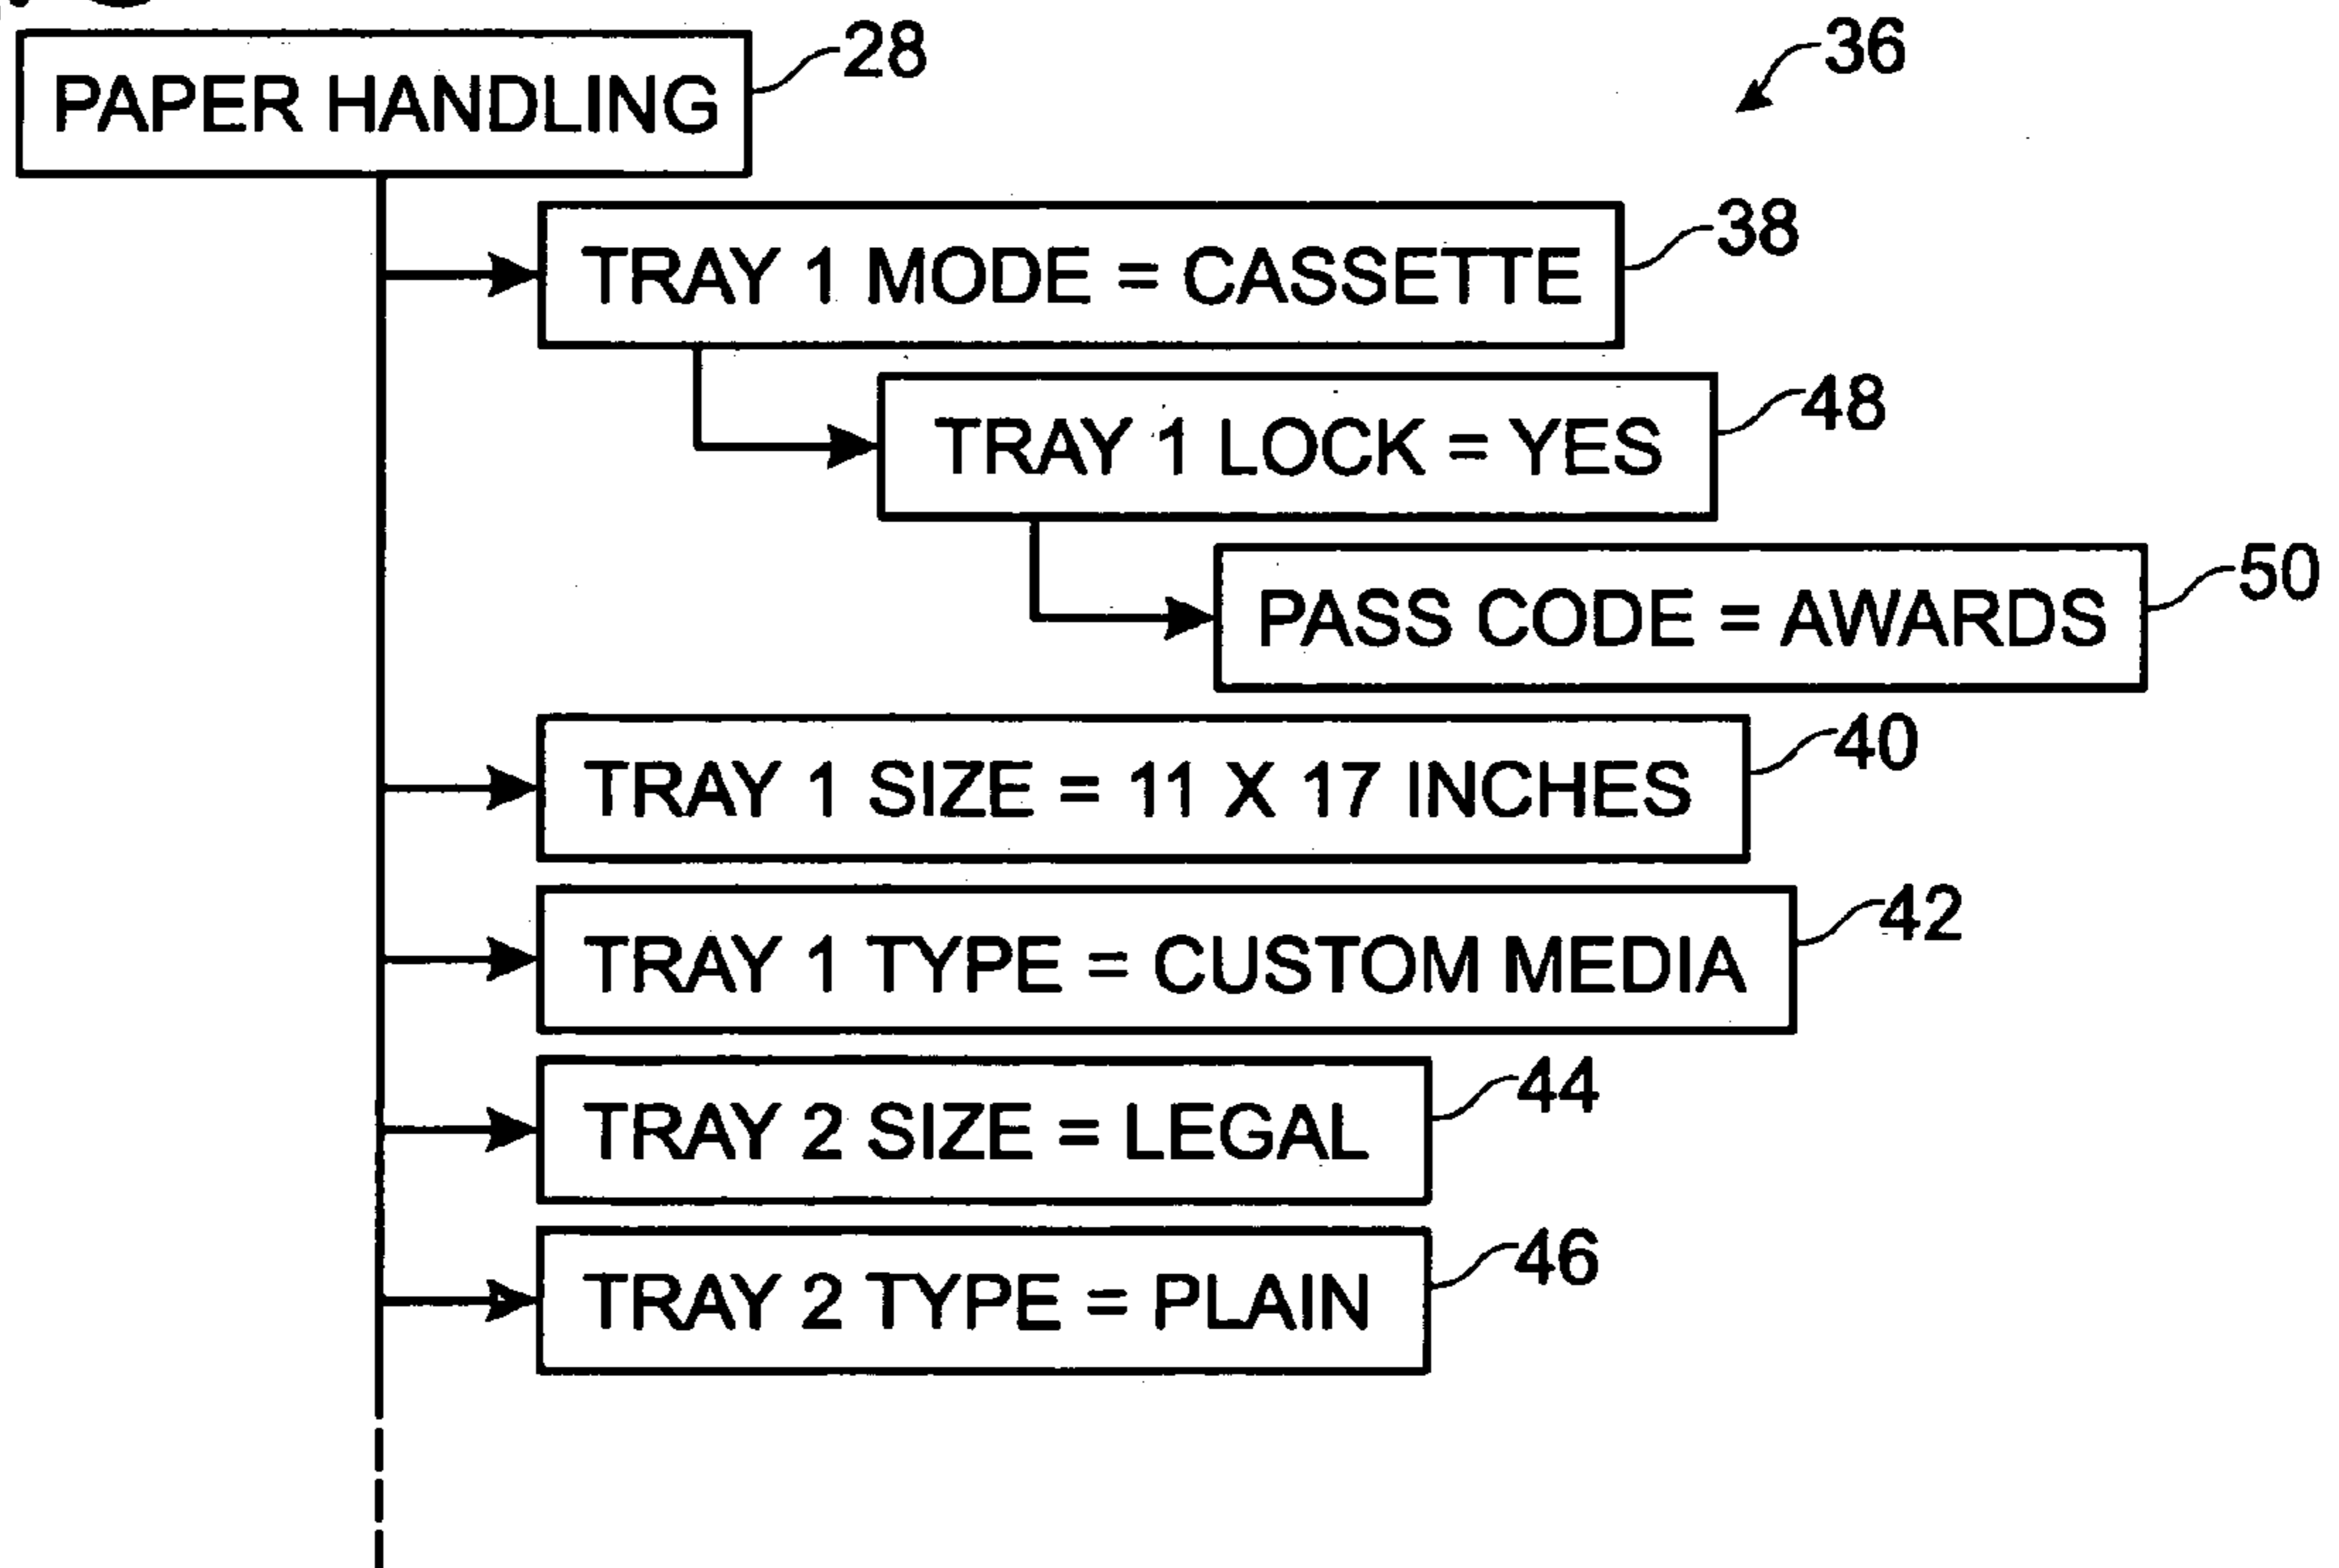 PAPER HANDLING
28
36
TRAY 1 MODE = CASSETTE
38
TRAY 1 LOCK = YES
48
PASS CODE = AWARDS
50
TRAY 1 SIZE = 11 X 17 INCHES
40
TRAY 1 TYPE = CUSTOM MEDIA
42
TRAY 2 SIZE = LEGAL
44
TRAY 2 TYPE = PLAIN
46